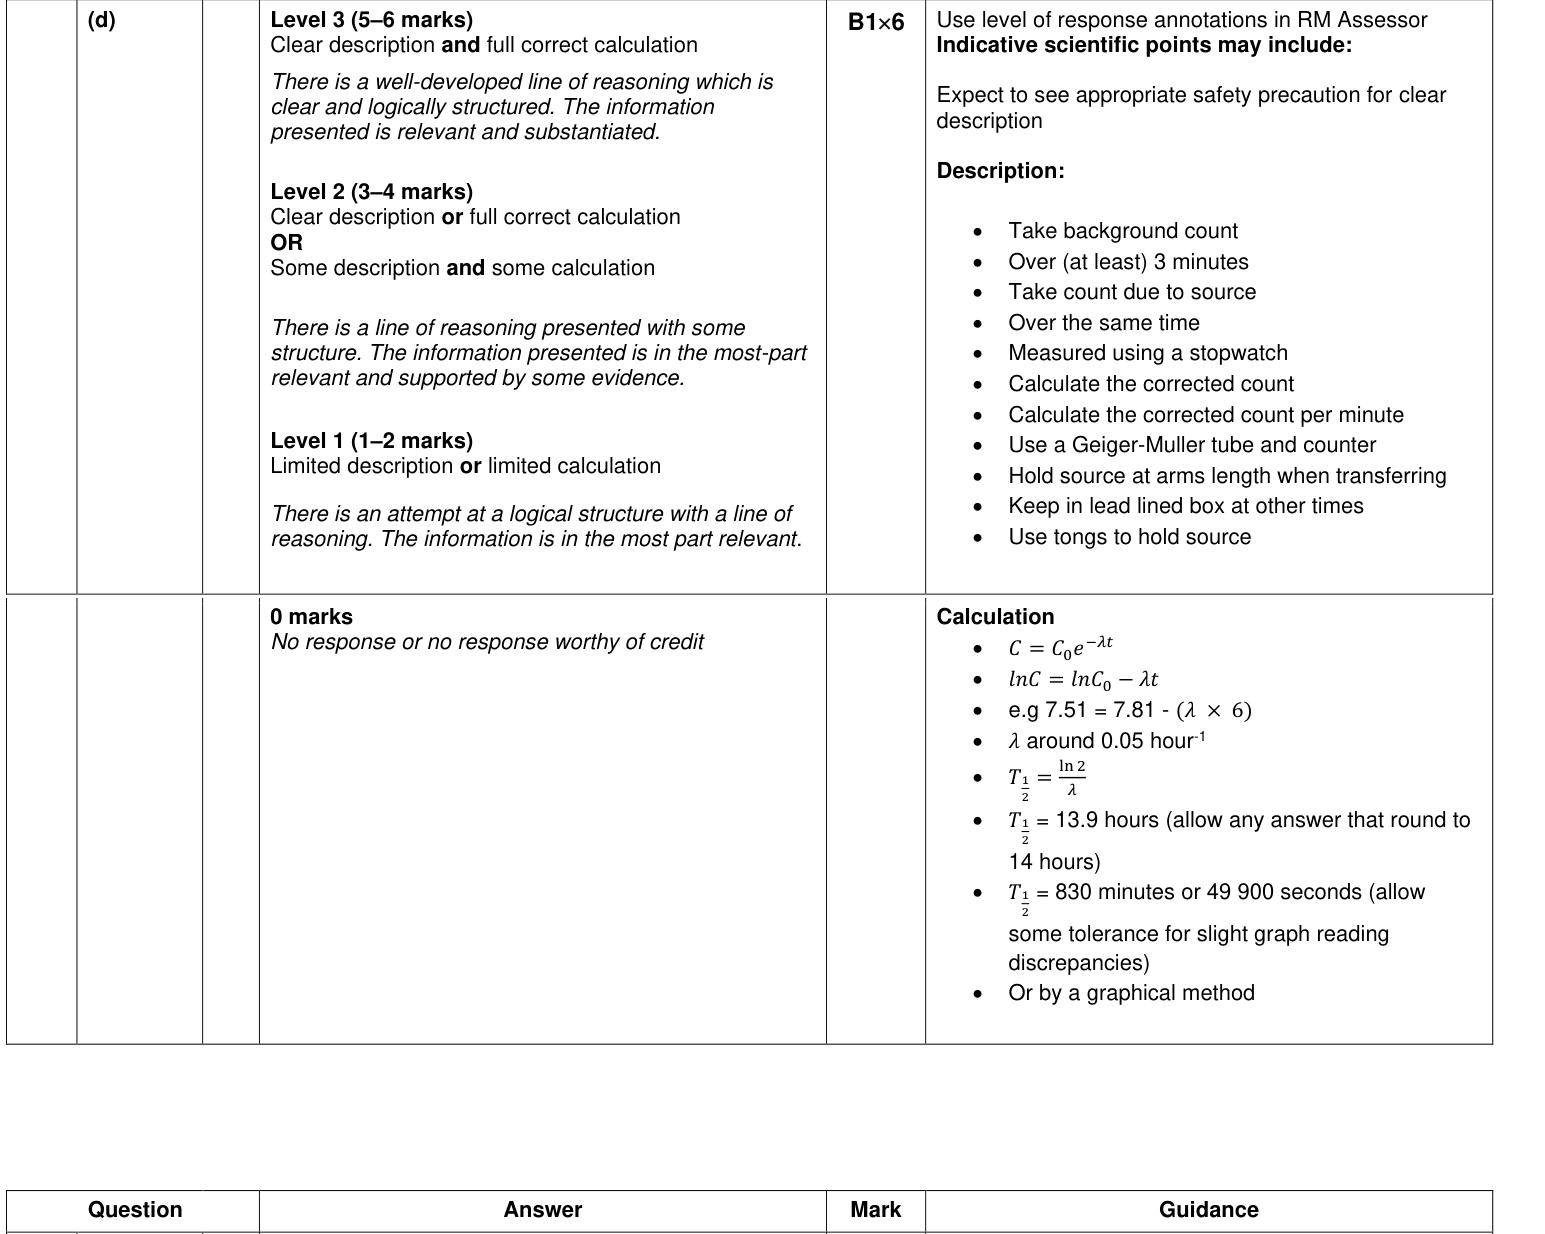 (d)
Level 3 (5–6 marks)
Clear description and full correct calculation
There is a well-developed line of reasoning which is
clear and logically structured. The information
presented is relevant and substantiated.
Level 2 (3–4 marks)
Clear description or full correct calculation
OR
Some description and some calculation
There is a line of reasoning presented with some
structure. The information presented is in the most-part
relevant and supported by some evidence.
Level 1 (1–2 marks)
Limited description or limited calculation
There is an attempt at a logical structure with a line of
reasoning. The information is in the most part relevant.
B1×6
Use level of response annotations in RM Assessor
Indicative scientific points may include:
Expect to see appropriate safety precaution for clear
description
Description:
• Take background count
• Over (at least) 3 minutes
• Take count due to source
• Over the same time
• Measured using a stopwatch
• Calculate the corrected count
• Calculate the corrected count per minute
• Use a Geiger-Muller tube and counter
• Hold source at arms length when transferring
• Keep in lead lined box at other times
• Use tongs to hold source
0 marks
No response or no response worthy of credit
Calculation
• C = C₀e^{−λt}
• lnC = lnC₀ − λt
• e.g 7.51 = 7.81 - (λ × 6)
• λ around 0.05 hour⁻¹
• T_{1/2} = ln 2 / λ
• T_{1/2} = 13.9 hours (allow any answer that round to
14 hours)
• T_{1/2} = 830 minutes or 49 900 seconds (allow
some tolerance for slight graph reading
discrepancies)
• Or by a graphical method
Question Answer Mark Guidance